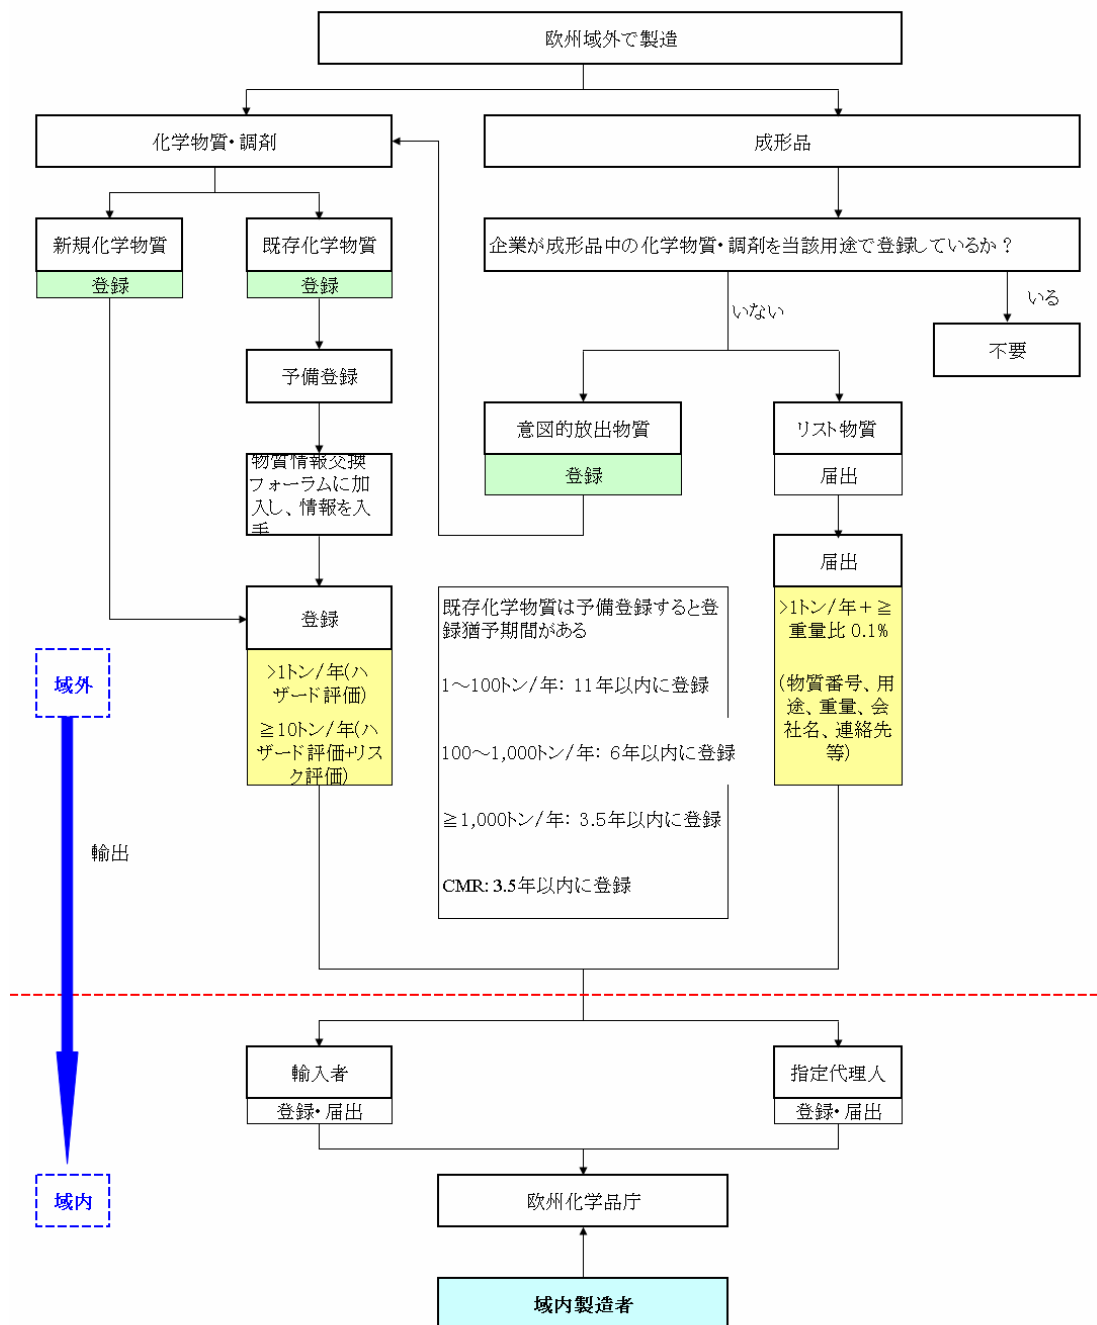 欧州域外で製造
化学物質・調剤
成形品
新規化学物質
登録
既存化学物質
登録
企業が成形品中の化学物質・調剤を当該用途で登録しているか？
いない
いる
不要
予備登録
意図的放出物質
登録
リスト物質
届出
物質情報交換
フォーラムに加
入し、情報を入
手
届出
>1トン/年＋≧
重量比 0.1%
(物質番号、用
途、重量、会
社名、連絡先
等)
登録
>1トン/年(ハ
ザード評価)
≧10トン/年(ハ
ザード評価+リス
ク評価)
既存化学物質は予備登録すると登
録猶予期間がある
1～100トン/年: 11年以内に登録
100～1,000トン/年: 6年以内に登録
≧1,000トン/年: 3.5年以内に登録
CMR: 3.5年以内に登録
域外
輸出
域内
輸入者
登録・届出
指定代理人
登録・届出
欧州化学品庁
域内製造者